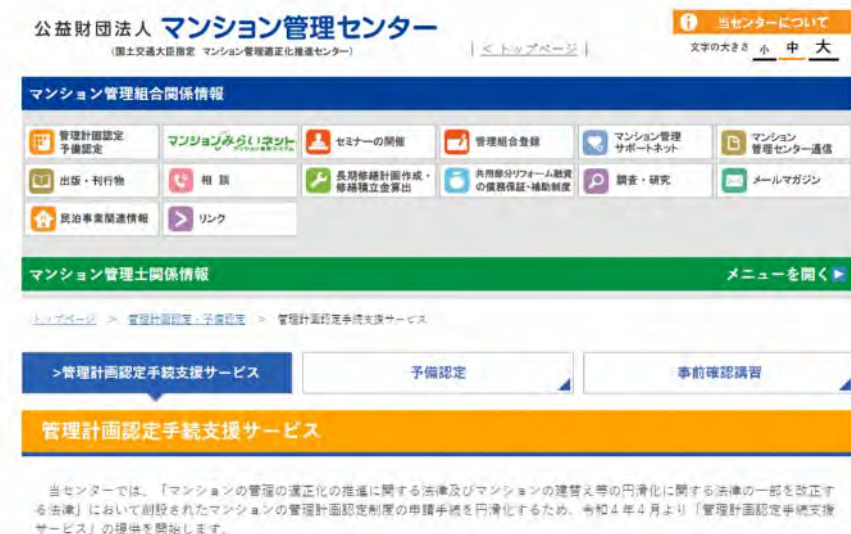 公益財団法人 マンション管理センター
(国土交通大臣指定 マンション管理適正化推進センター)
| < トップページ |
i 当センターについて
文字の大きさ 小 中 大
マンション管理組合関係情報
管理計画認定
予備認定
マンションみらいネット
セミナーの開催
管理組合登録
マンション管理
サポートネット
マンション
管理センター通信
出版・刊行物
相 談
長期修繕計画作成・
修繕積立金算出
共用部分リフォーム融資
の債務保証・補助制度
調査・研究
メールマガジン
民泊事業関連情報
リンク
マンション管理士関係情報
メニューを開く
トップページ > 管理計画認定・予備認定 > 管理計画認定手続支援サービス
>管理計画認定手続支援サービス
予備認定
事前確認講習
管理計画認定手続支援サービス
当センターでは、「マンションの管理の適正化の推進に関する法律及びマンションの建替え等の円滑化に関する法律の一部を改正す
る法律」において創設されたマンションの管理計画認定制度の申請手続を円滑化するため、令和4年4月より「管理計画認定手続支援
サービス」の提供を開始します。